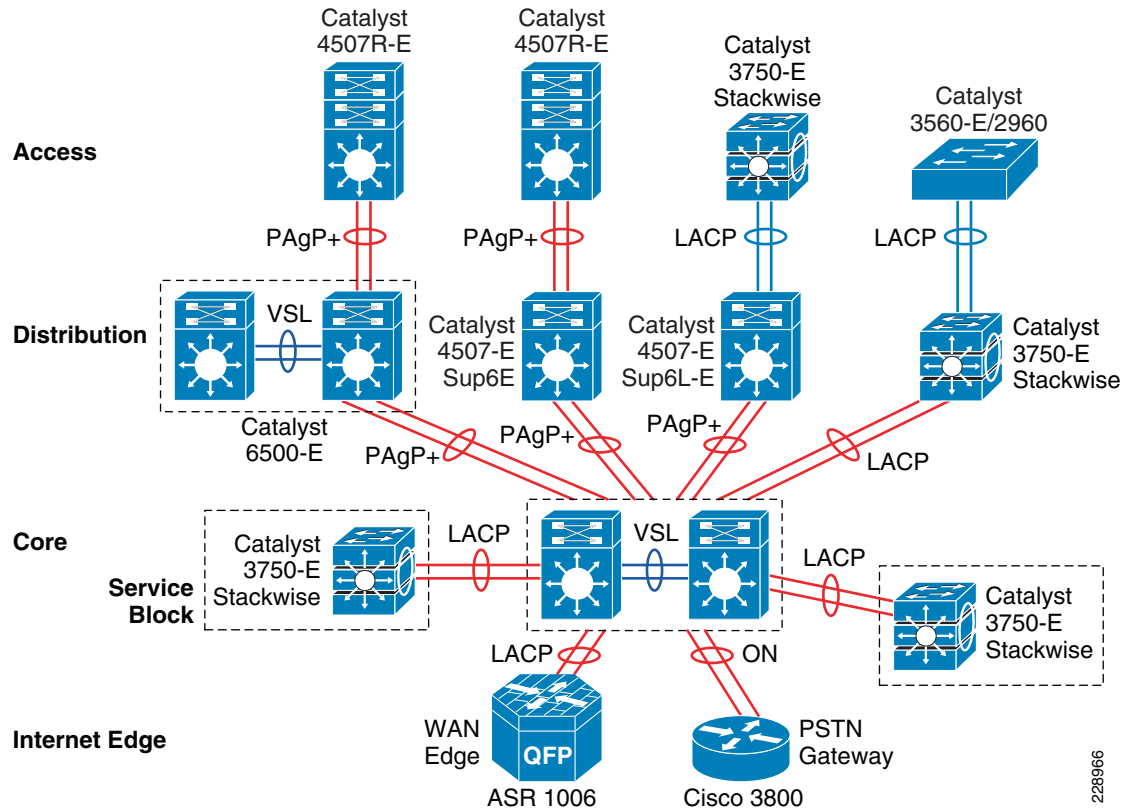 Catalyst
4507R-E
Catalyst
4507R-E
Catalyst
3750-E
Stackwise
Catalyst
3560-E/2960
Access
PAgP+
PAgP+
LACP
LACP
Distribution
VSL
Catalyst
6500-E
Catalyst
4507-E
Sup6E
Catalyst
4507-E
Sup6L-E
Catalyst
3750-E
Stackwise
PAgP+
PAgP+
PAgP+
LACP
Core
Service
Block
Catalyst
3750-E
Stackwise
LACP
VSL
LACP
Catalyst
3750-E
Stackwise
LACP
ON
Internet Edge
WAN
Edge
QFP
ASR 1006
PSTN
Gateway
Cisco 3800
228966